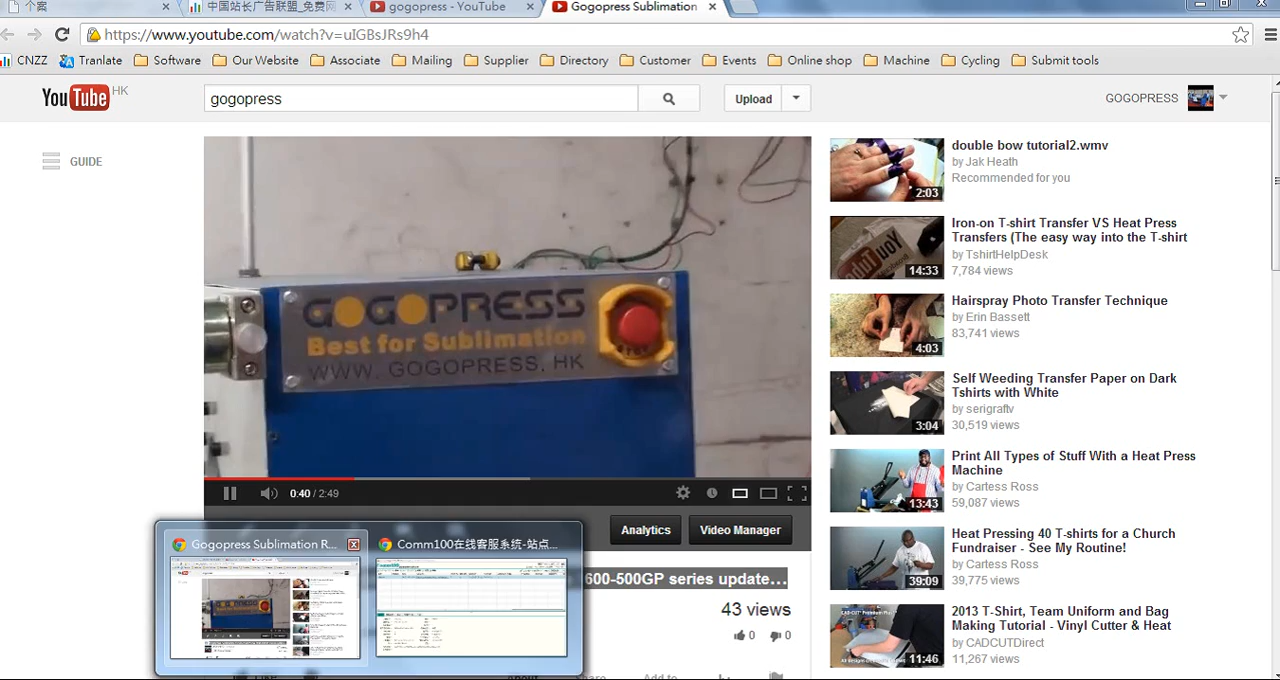 个案
中国站长广告联盟_免费网
gogopress - YouTube
Gogopress Sublimation
https://www.youtube.com/watch?v=uIGBsJRs9h4
CNZZ
Tranlate
Software
Our Website
Associate
Mailing
Supplier
Directory
Customer
Events
Online shop
Machine
Cycling
Submit tools
YouTube HK
gogopress
Upload
GOGOPRESS
GUIDE
GOGOPRESS
Best for Sublimation
WWW. GOGOPRESS. HK
0:40 / 2:49
Analytics
Video Manager
Gogopress Sublimation R...
Comm100在线客服系统-站点...
600-500GP series update...
43 views
0
0
About
Share
Add to
2:03
double bow tutorial2.wmv
by Jak Heath
Recommended for you
14:33
Iron-on T-shirt Transfer VS Heat Press
Transfers (The easy way into the T-shirt
by TshirtHelpDesk
7,784 views
4:03
Hairspray Photo Transfer Technique
by Erin Bassett
83,741 views
3:04
Self Weeding Transfer Paper on Dark
Tshirts with White
by serigraftv
30,519 views
13:43
Print All Types of Stuff With a Heat Press
Machine
by Cartess Ross
59,087 views
39:09
Heat Pressing 40 T-shirts for a Church
Fundraiser - See My Routine!
by Cartess Ross
39,775 views
11:46
2013 T-Shirt, Team Uniform and Bag
Making Tutorial - Vinyl Cutter & Heat
by CADCUTDirect
11,267 views